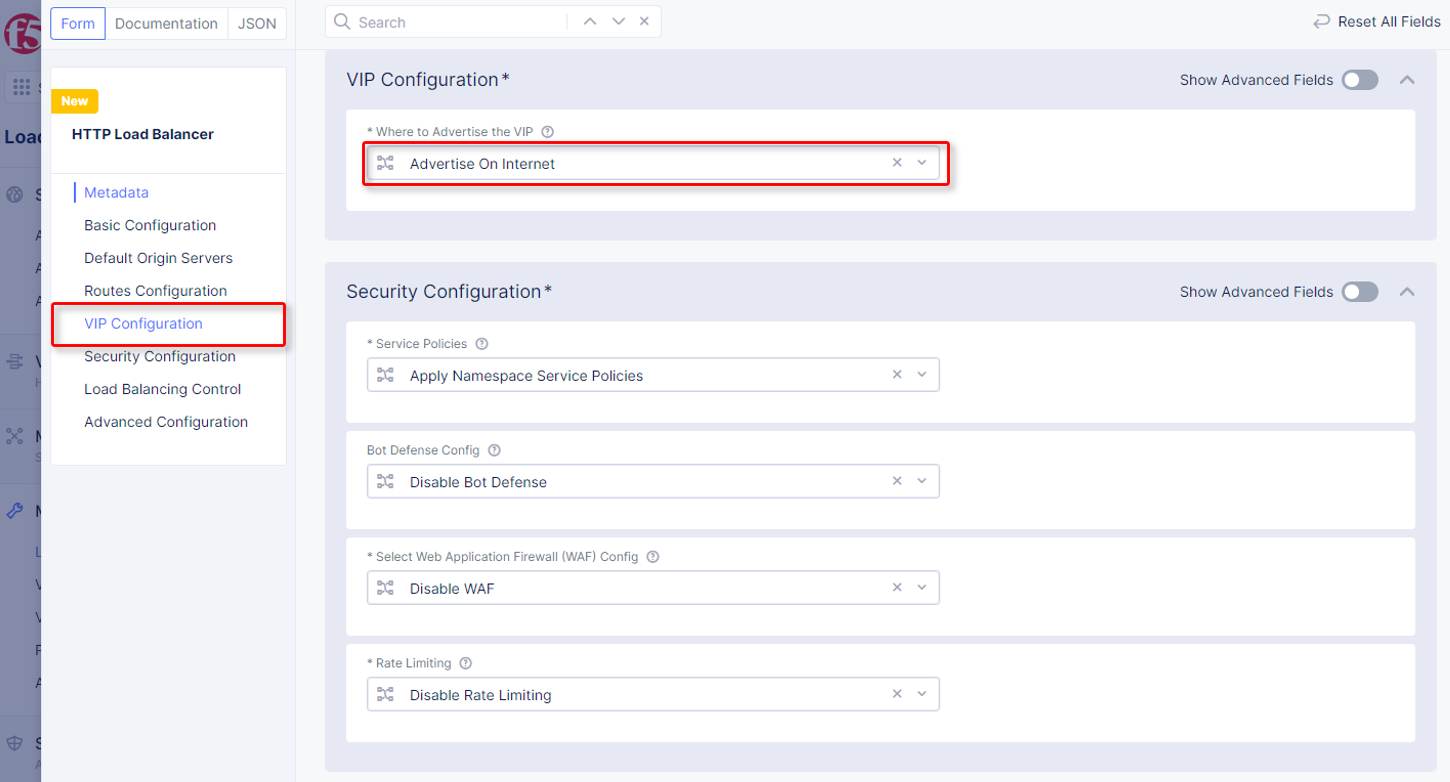 f5
Form Documentation JSON
Search
Reset All Fields
New
HTTP Load Balancer
Load
Metadata
Basic Configuration
Default Origin Servers
Routes Configuration
VIP Configuration
Security Configuration
Load Balancing Control
Advanced Configuration
VIP Configuration*
Show Advanced Fields
* Where to Advertise the VIP
Advertise On Internet
Security Configuration*
Show Advanced Fields
* Service Policies
Apply Namespace Service Policies
Bot Defense Config
Disable Bot Defense
* Select Web Application Firewall (WAF) Config
Disable WAF
* Rate Limiting
Disable Rate Limiting